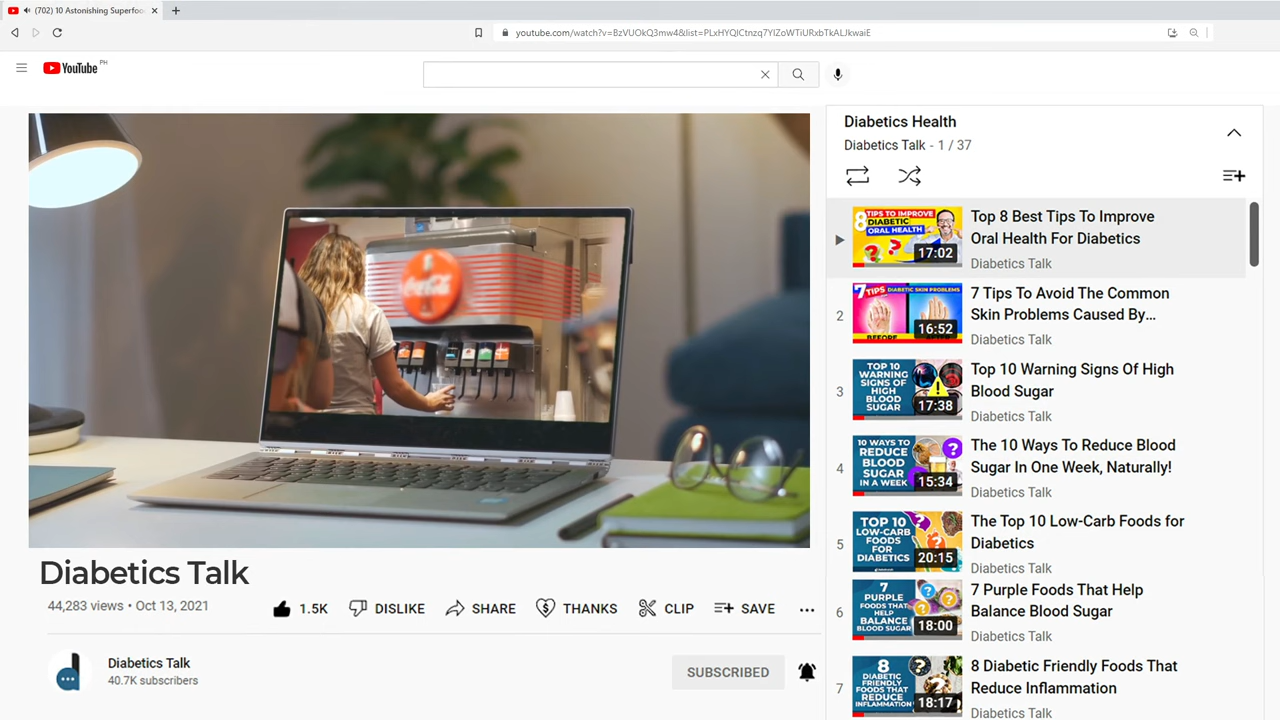 (702) 10 Astonishing Superfoo
youtube.com/watch?v=BzVUOkQ3mw4&list=PLxHYQICtnzq7YIZoWTiURxbTkALJkwaiE
YouTube PH
Diabetics Health
Diabetics Talk - 1 / 37
8 TIPS TO IMPROVE
DIABETIC
ORAL HEALTH
17:02
Top 8 Best Tips To Improve
Oral Health For Diabetics
Diabetics Talk
2
7 TIPS DIABETIC SKIN PROBLEMS
BEFORE
16:52
7 Tips To Avoid The Common
Skin Problems Caused By...
Diabetics Talk
3
TOP 10
WARNING
SIGNS OF
HIGH
BLOOD
SUGAR
17:38
Top 10 Warning Signs Of High
Blood Sugar
Diabetics Talk
4
10 WAYS TO
REDUCE
BLOOD
SUGAR
IN A WEEK
15:34
The 10 Ways To Reduce Blood
Sugar In One Week, Naturally!
Diabetics Talk
5
TOP 10
LOW-CARB
FOODS
FOR
DIABETICS
20:15
The Top 10 Low-Carb Foods for
Diabetics
Diabetics Talk
6
7
PURPLE
FOODS THAT
HELP
BALANCE
BLOOD SUGAR
18:00
7 Purple Foods That Help
Balance Blood Sugar
Diabetics Talk
7
8
DIABETIC
FRIENDLY
FOODS THAT
REDUCE
INFLAMMATION
18:17
8 Diabetic Friendly Foods That
Reduce Inflammation
Diabetics Talk
Coca-Cola
Diabetics Talk
44,283 views • Oct 13, 2021
1.5K DISLIKE SHARE THANKS CLIP SAVE
Diabetics Talk
40.7K subscribers
SUBSCRIBED